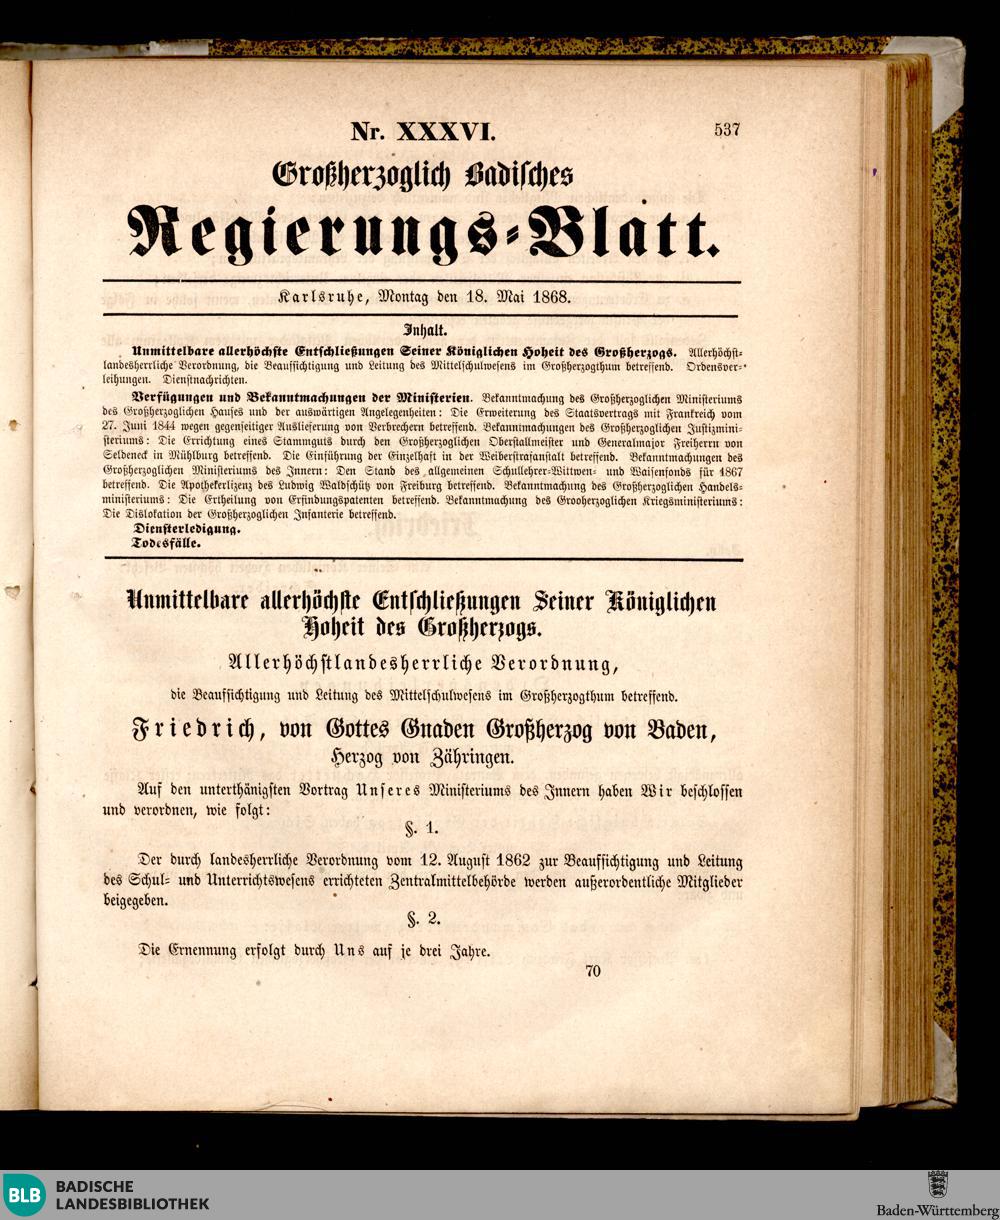 Nr. XXXVI.
537
Großherzoglich Badisches
Regierungs-Blatt.
Karlsruhe, Montag den 18. Mai 1868.
Inhalt.
Unmittelbare allerhöchste Entschließungen Seiner Königlichen Hoheit des Großherzogs. Allerhöchst-
landesherrliche Verordnung, die Beaufsichtigung und Leitung des Mittelschulwesens im Großherzogthum betreffend. Ordensver-
leihungen. Dienstnachrichten.
Verfügungen und Bekanntmachungen der Ministerien. Bekanntmachung des Großherzoglichen Ministeriums
des Großherzoglichen Hauses und der auswärtigen Angelegenheiten: Die Erweiterung des Staatsvertrags mit Frankreich vom
27. Juni 1844 wegen gegenseitiger Auslieferung von Verbrechern betreffend. Bekanntmachungen des Großherzoglichen Justizmini-
steriums: Die Errichtung eines Stammguts durch den Großherzoglichen Oberstallmeister und Generalmajor Freiherrn von
Seldeneck in Mühlburg betreffend. Die Einführung der Einzelhaft in der Weiberstrafanstalt betreffend. Bekanntmachungen des
Großherzoglichen Ministeriums des Innern: Den Stand des allgemeinen Schullehrer-Wittwen- und Waisenfonds für 1867
betreffend. Die Apothekerlizenz des Ludwig Waldschütz von Freiburg betreffend. Bekanntmachung des Großherzoglichen Handels-
ministeriums: Die Ertheilung von Erfindungspatenten betreffend. Bekanntmachung des Grooherzoglichen Kriegsministeriums:
Die Dislokation der Großherzoglichen Infanterie betreffend.
Diensterledigung.
Todesfälle.
Unmittelbare allerhöchste Entschließungen Seiner Königlichen
Hoheit des Großherzogs.
Allerhöchstlandesherrliche Verordnung,
die Beaufsichtigung und Leitung des Mittelschulwesens im Großherzogthum betreffend.
Friedrich, von Gottes Gnaden Großherzog von Baden,
Herzog von Zähringen.
Auf den unterthänigsten Vortrag Unseres Ministeriums des Innern haben Wir beschlossen
und verordnen, wie folgt:
§. 1.
Der durch landesherrliche Verordnung vom 12. August 1862 zur Beaufsichtigung und Leitung
des Schul- und Unterrichtswesens errichteten Zentralmittelbehörde werden außerordentliche Mitglieder
beigegeben.
§. 2.
Die Ernennung erfolgt durch Uns auf je drei Jahre.
70
BLB BADISCHE
LANDESBIBLIOTHEK
Baden-Württemberg